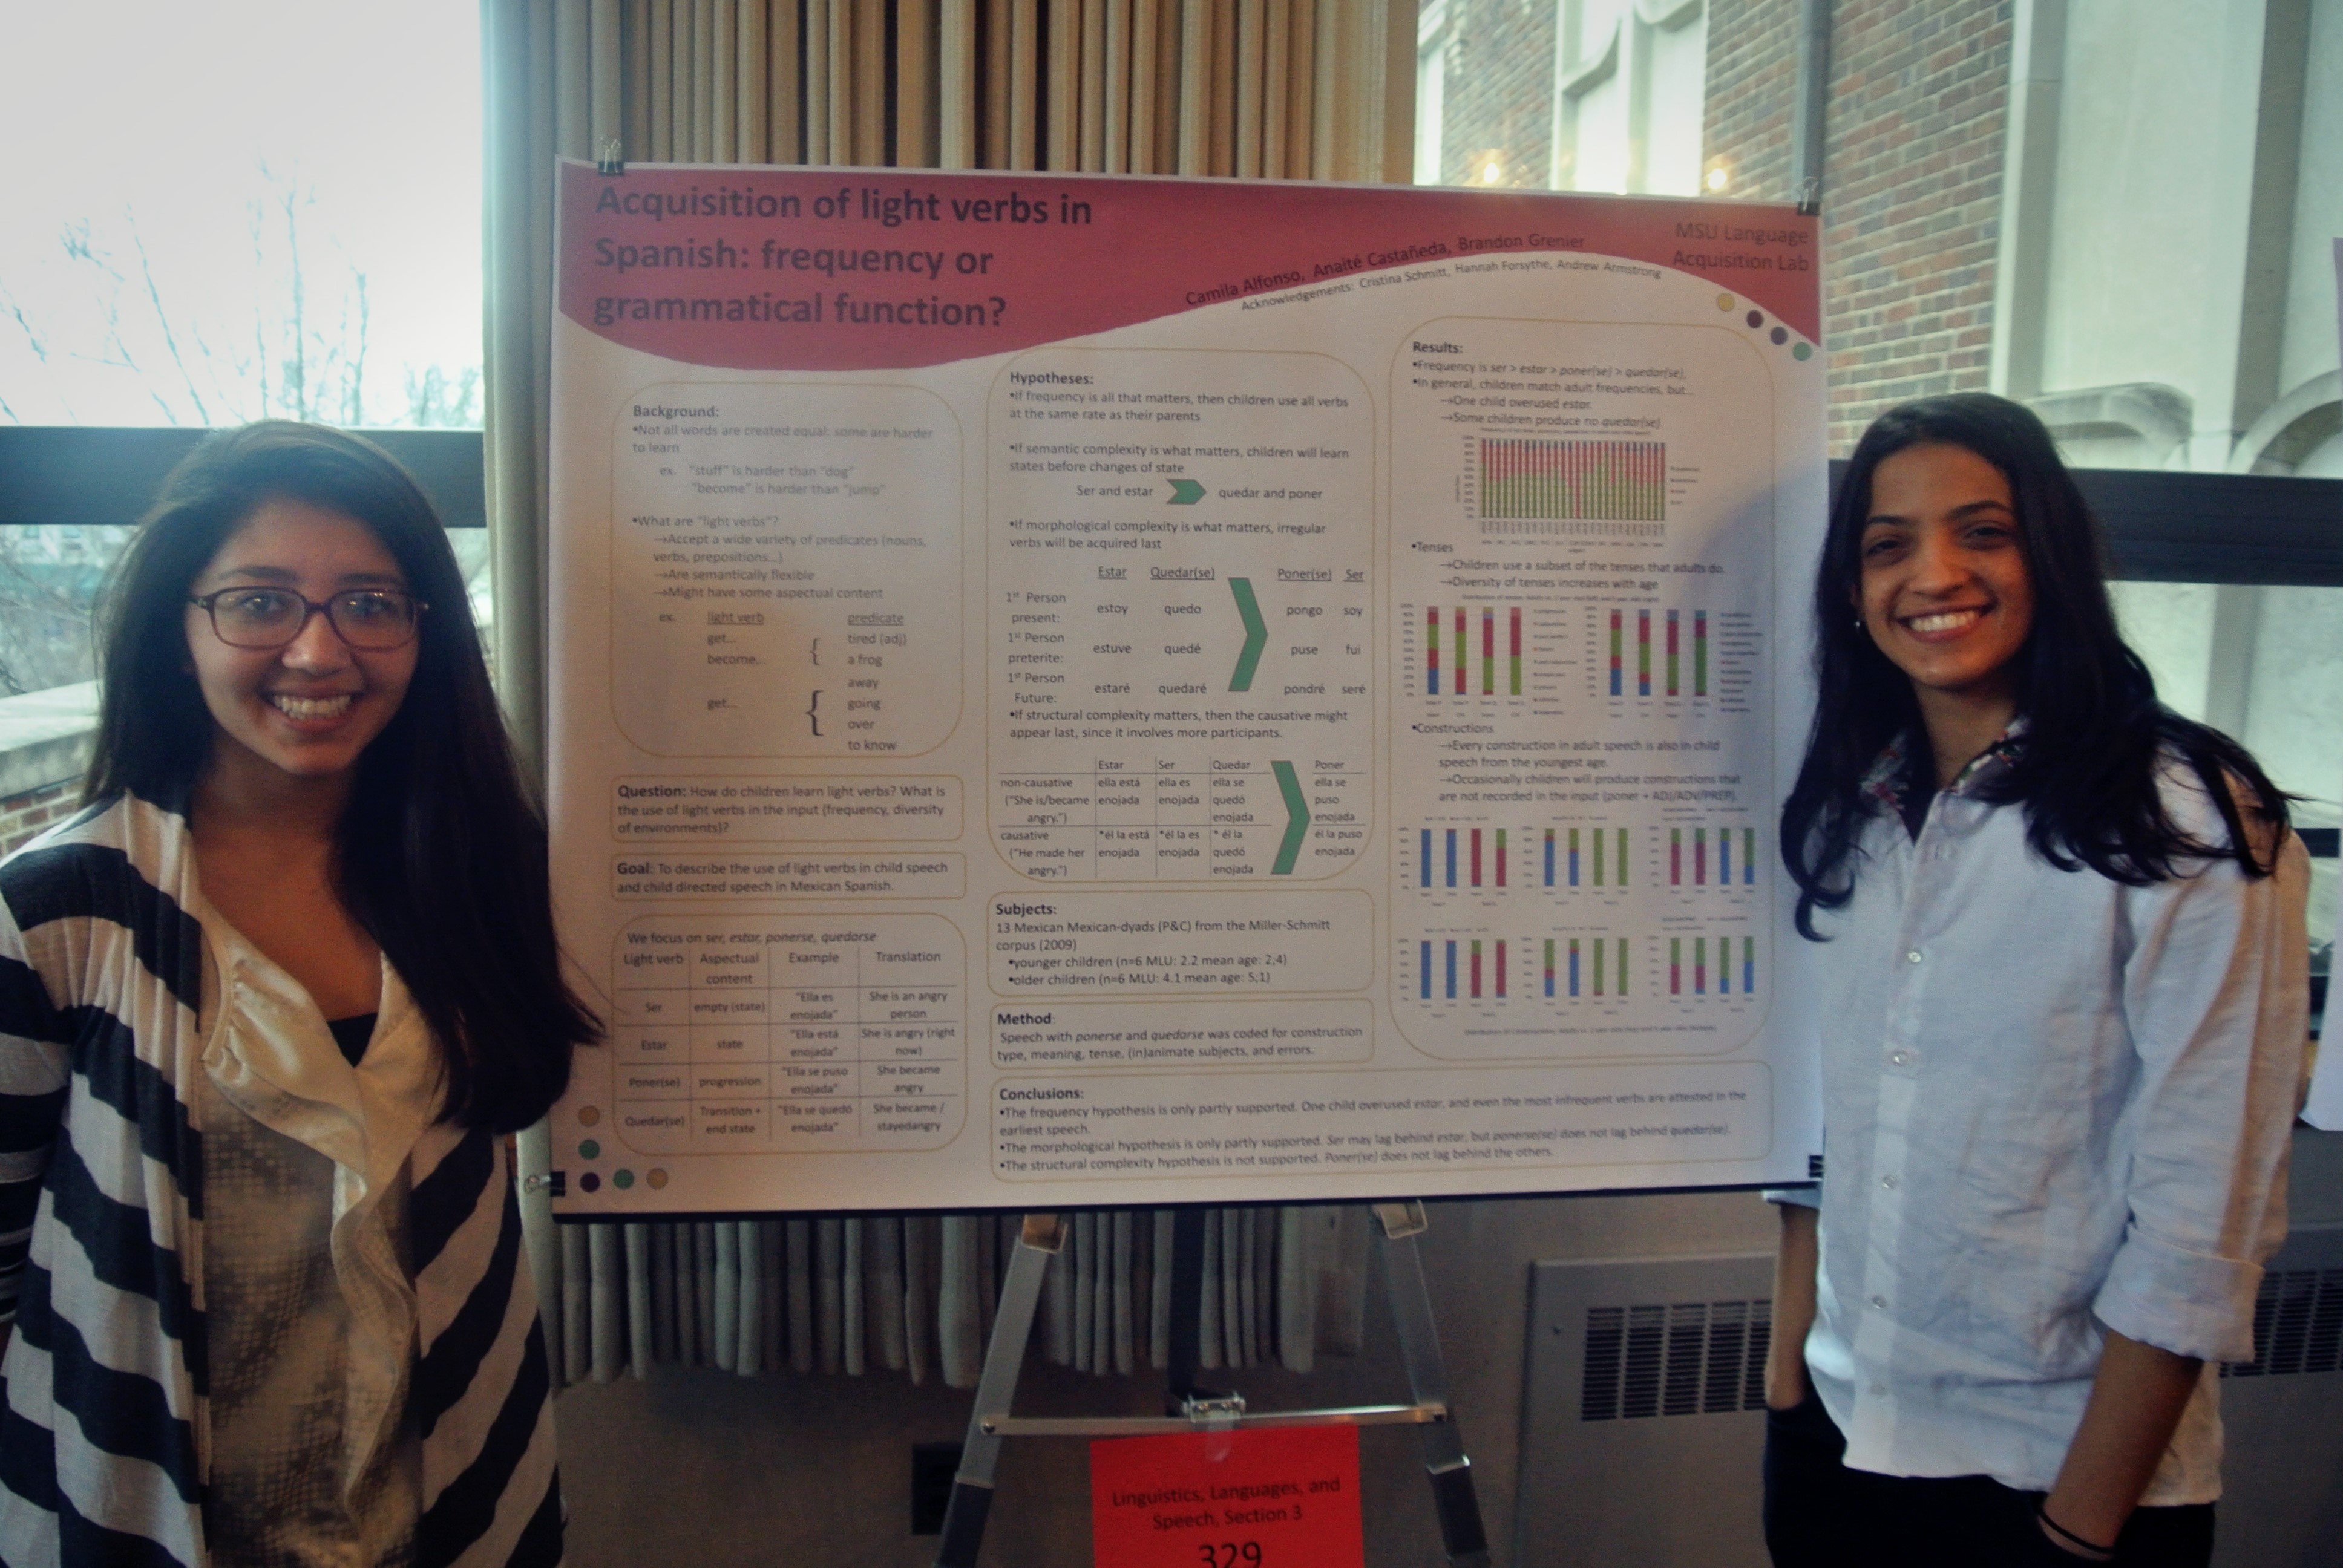 Acquisition of light verbs in
Spanish: frequency or
grammatical function?
Camila Alfonso, Anaité Castañeda, Brandon Grenier
Acknowledgements: Cristina Schmitt, Hannah Forsythe, Andrew Armstrong
MSU Language
Acquisition Lab
Background:
•Not all words are created equal: some are harder
to learn
ex. "stuff" is harder than "dog"
"become" is harder than "jump"
•What are "light verbs"?
→Accept a wide variety of predicates (nouns,
verbs, prepositions...)
→Are semantically flexible
→Might have some aspectual content
ex. light verb predicate
get... { tired (adj)
become... a frog
away
get... { going
over
to know
Question: How do children learn light verbs? What is
the use of light verbs in the input (frequency, diversity
of environments)?
Goal: To describe the use of light verbs in child speech
and child directed speech in Mexican Spanish.
We focus on ser, estar, ponerse, quedarse
Light verb Aspectual content Example Translation
Ser empty (state) "Ella es enojada" She is an angry person
Estar state "Ella está enojada" She is angry (right now)
Poner(se) progression "Ella se puso enojada" She became angry
Quedar(se) Transition + end state "Ella se quedó enojada" She became / stayedangry
Hypotheses:
•If frequency is all that matters, then children use all verbs
at the same rate as their parents
•If semantic complexity is what matters, children will learn
states before changes of state
Ser and estar quedar and poner
•If morphological complexity is what matters, irregular
verbs will be acquired last
Estar Quedar(se) Poner(se) Ser
1st Person present: estoy quedo pongo soy
1st Person preterite: estuve quedé puse fui
1st Person Future: estaré quedaré pondré seré
•If structural complexity matters, then the causative might
appear last, since it involves more participants.
Estar Ser Quedar Poner
non-causative ("She is/became angry.") ella está enojada ella es enojada ella se quedó enojada ella se puso enojada
causative ("He made her angry.") *él la está enojada *él la es enojada * él la quedó enojada él la puso enojada
Subjects:
13 Mexican Mexican-dyads (P&C) from the Miller-Schmitt
corpus (2009)
•younger children (n=6 MLU: 2.2 mean age: 2;4)
•older children (n=6 MLU: 4.1 mean age: 5;1)
Method:
Speech with ponerse and quedarse was coded for construction
type, meaning, tense, (in)animate subjects, and errors.
Results:
•Frequency is ser > estar > poner(se) > quedar(se).
•In general, children match adult frequencies, but...
→One child overused estar.
→Some children produce no quedar(se).
•Tenses
→Children use a subset of the tenses that adults do.
→Diversity of tenses increases with age
•Constructions
→Every construction in adult speech is also in child
speech from the youngest age.
→Occasionally children will produce constructions that
are not recorded in the input (poner + ADJ/ADV/PREP).
Conclusions:
•The frequency hypothesis is only partly supported. One child overused estar, and even the most infrequent verbs are attested in the
earliest speech.
•The morphological hypothesis is only partly supported. Ser may lag behind estar, but ponerse(se) does not lag behind quedar(se).
•The structural complexity hypothesis is not supported. Poner(se) does not lag behind the others.
Linguistics, Languages, and
Speech, Section 3
329